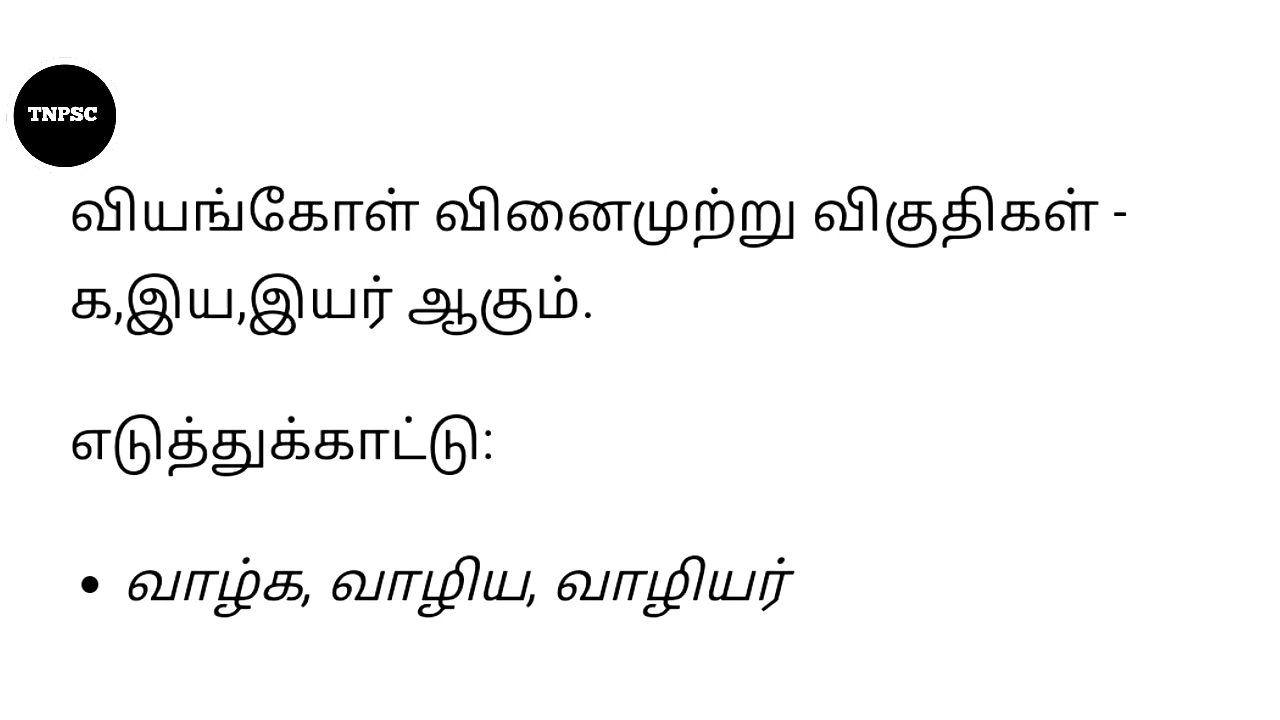 TNPSC
வியங்கோள் வினைமுற்று விகுதிகள் -
க,இய,இயர் ஆகும்.
எடுத்துக்காட்டு:
• வாழ்க, வாழிய, வாழியர்